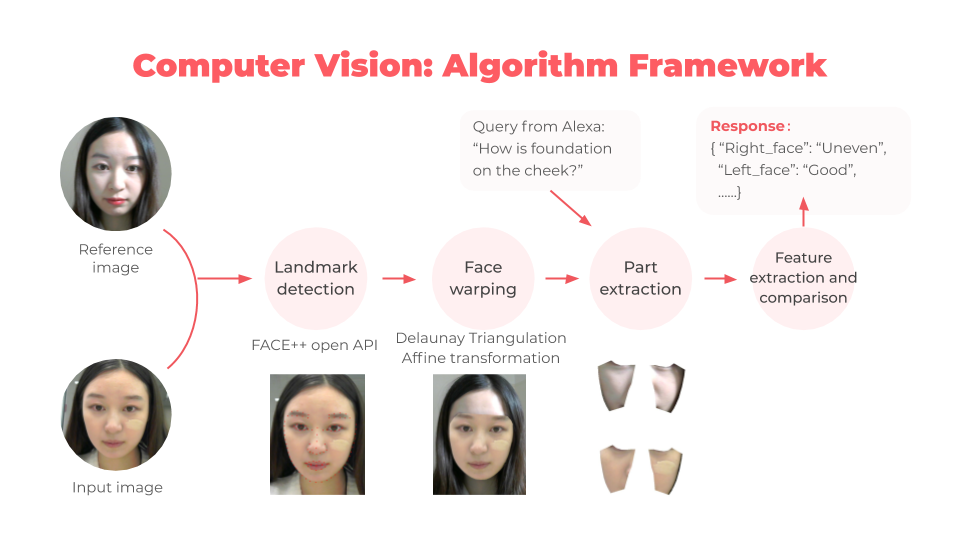 Computer Vision: Algorithm Framework
Reference
image
Input image
Landmark
detection
FACE++ open API
Face
warping
Delaunay Triangulation
Affine transformation
Query from Alexa:
“How is foundation
on the cheek?”
Part
extraction
Feature
extraction and
comparison
Response:
{ “Right_face”: “Uneven”,
“Left_face”: “Good”,
......}